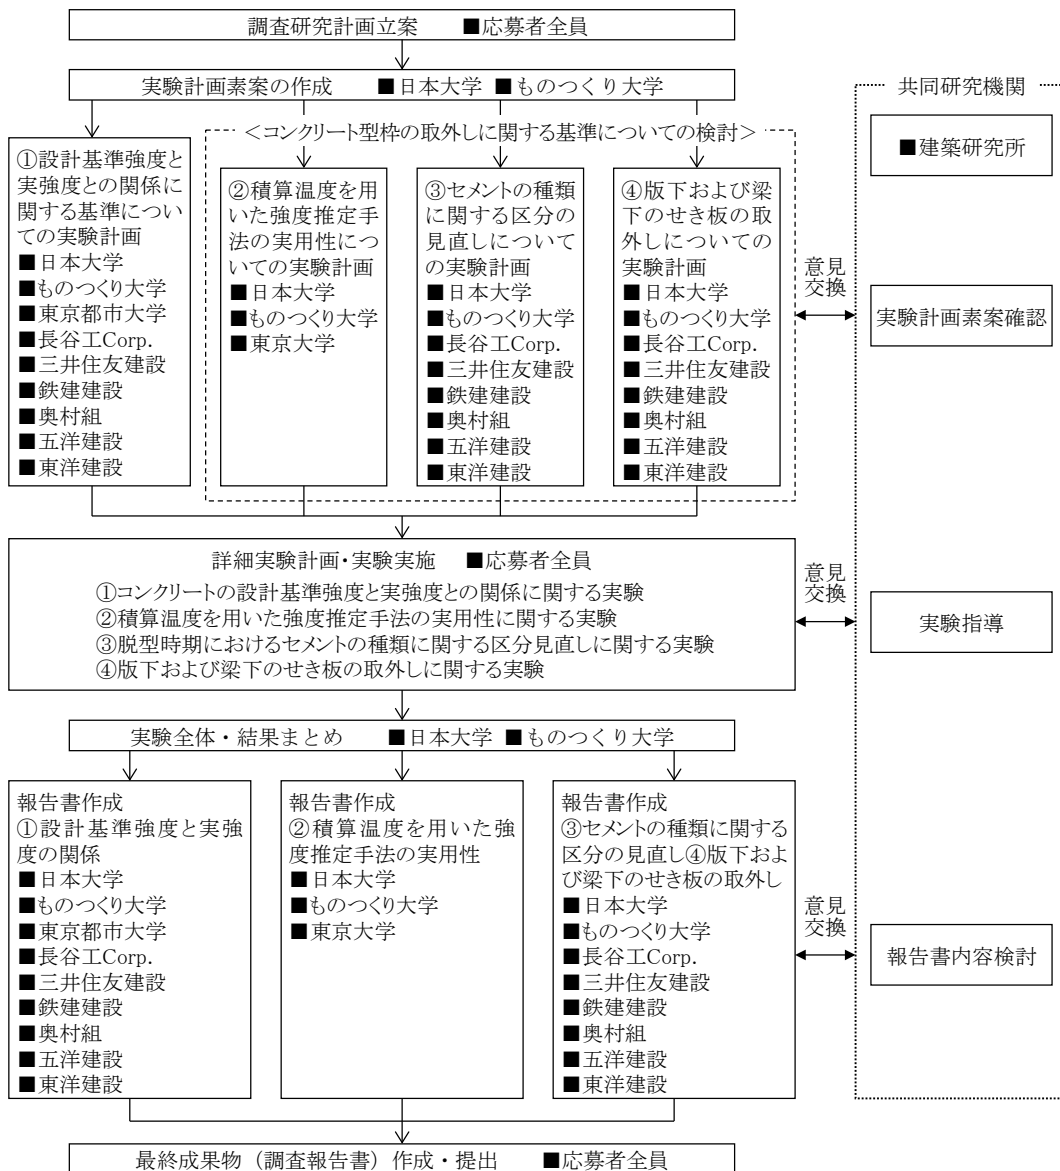 調査研究計画立案　■応募者全員
実験計画素案の作成　■日本大学 ■ものつくり大学
共同研究機関
■建築研究所
①設計基準強度と
実強度との関係に
関する基準につい
ての実験計画
■日本大学
■ものつくり大学
■東京都市大学
■長谷工Corp.
■三井住友建設
■鉄建建設
■奥村組
■五洋建設
■東洋建設
<コンクリート型枠の取外しに関する基準についての検討>
②積算温度を用
いた強度推定手
法の実用性につ
いての実験計画
■日本大学
■ものつくり大学
■東京大学
③セメントの種類
に関する区分の
見直しについて
の実験計画
■日本大学
■ものつくり大学
■長谷工Corp.
■三井住友建設
■鉄建建設
■奥村組
■五洋建設
■東洋建設
④版下および梁
下のせき板の取
外しについての
実験計画
■日本大学
■ものつくり大学
■長谷工Corp.
■三井住友建設
■鉄建建設
■奥村組
■五洋建設
■東洋建設
意見
交換
実験計画素案確認
詳細実験計画・実験実施　■応募者全員
①コンクリートの設計基準強度と実強度との関係に関する実験
②積算温度を用いた強度推定手法の実用性に関する実験
③脱型時期におけるセメントの種類に関する区分見直しに関する実験
④版下および梁下のせき板の取外しに関する実験
意見
交換
実験指導
実験全体・結果まとめ　■日本大学 ■ものつくり大学
報告書作成
①設計基準強度と実強
度の関係
■日本大学
■ものつくり大学
■東京都市大学
■長谷工Corp.
■三井住友建設
■鉄建建設
■奥村組
■五洋建設
■東洋建設
報告書作成
②積算温度を用いた強
度推定手法の実用性
■日本大学
■ものつくり大学
■東京大学
報告書作成
③セメントの種類に関する
区分の見直し④版下およ
び梁下のせき板の取外し
■日本大学
■ものつくり大学
■長谷工Corp.
■三井住友建設
■鉄建建設
■奥村組
■五洋建設
■東洋建設
意見
交換
報告書内容検討
最終成果物（調査報告書）作成・提出　■応募者全員